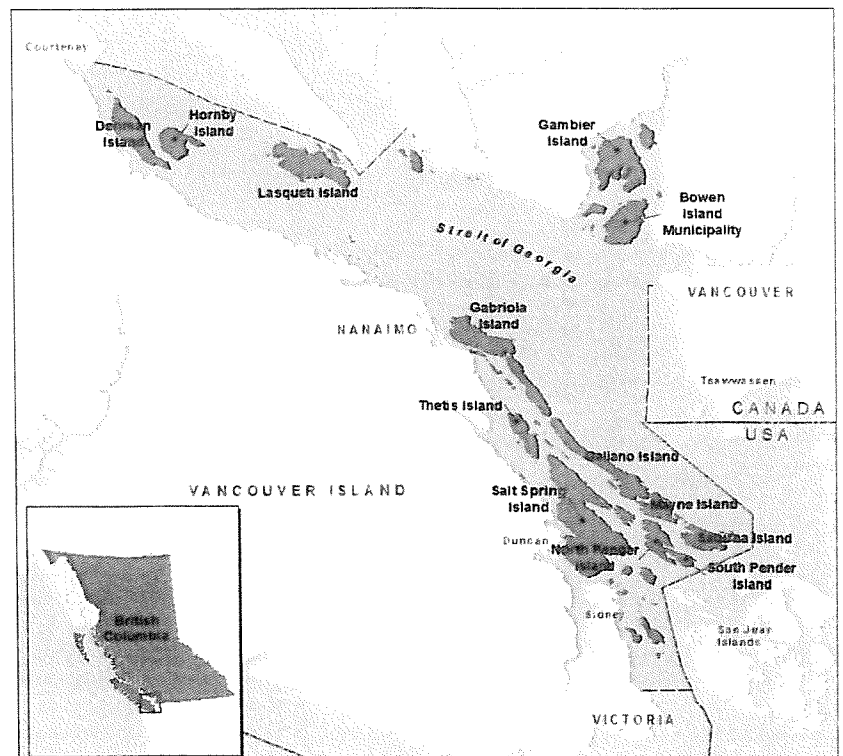 Courtenay
Denman
Island
Hornby
Island
Lasqueti Island
Gambier
Island
Bowen
Island
Municipality
Strait of Georgia
VANCOUVER
Gabriola
Island
NANAIMO
Tsawwassen
CANADA
USA
Thetis Island
Galiano Island
VANCOUVER ISLAND
Salt Spring
Island
Mayne Island
Duncan
North Pender
Island
Saturna Island
South Pender
Island
British
Columbia
Sidney
San Juan
Islands
VICTORIA